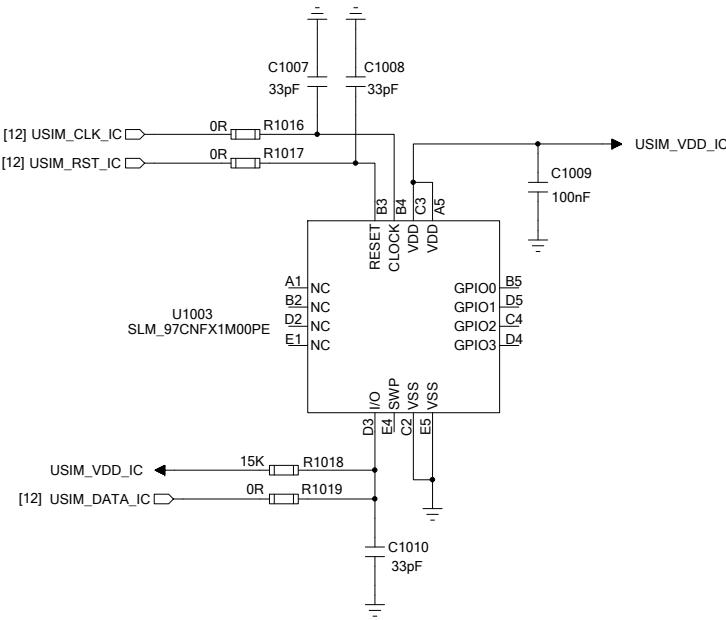 C1007
33pF
C1008
33pF
[12] USIM_CLK_IC
0R
R1016
[12] USIM_RST_IC
0R
R1017
USIM_VDD_IC
C1009
100nF
B3
B4
C3
A5
RESET
CLOCK
VDD
VDD
A1 NC
B2 NC
D2 NC
E1 NC
U1003
SLM_97CNFX1M00PE
GPIO0 B5
GPIO1 D5
GPIO2 C4
GPIO3 D4
I/O
SWP
VSS
VSS
D3
E4
C2
E5
USIM_VDD_IC
15K
R1018
[12] USIM_DATA_IC
0R
R1019
C1010
33pF